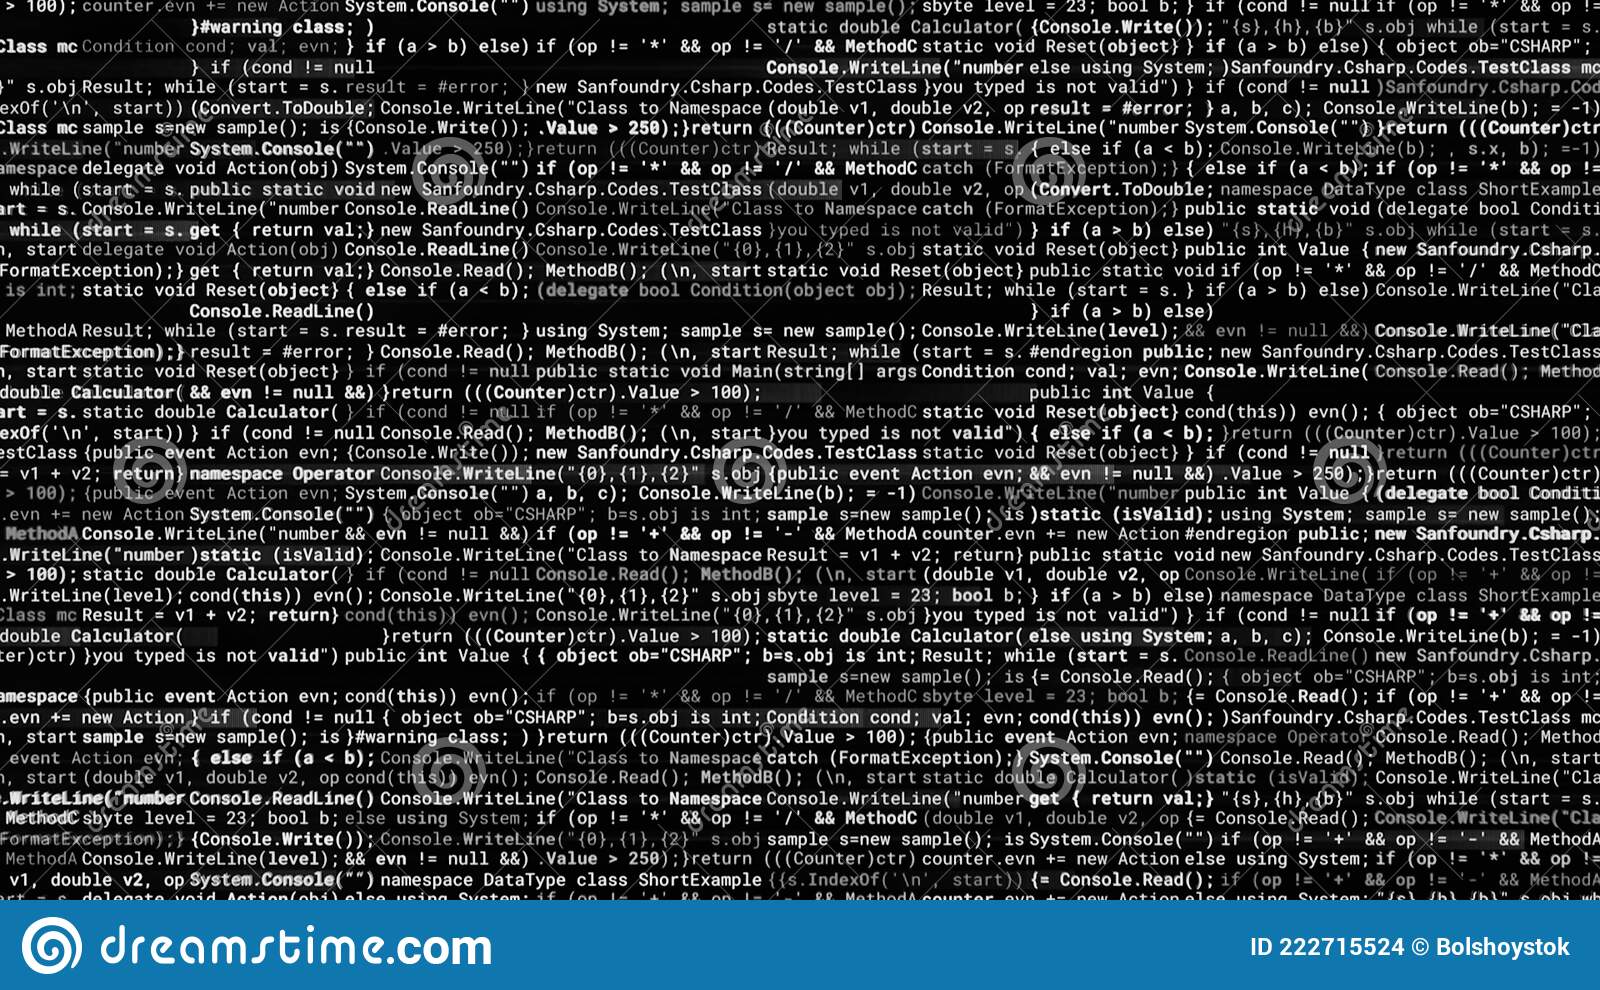 > 100); counter.evn += new Action System.Console("") using System; sample s= new sample(); sbyte level = 23; bool b; } if (cond != null if (op != '*' && op !=
}#warning class; ) static double Calculator( {Console.Write()); "{s},{h},{b}" s.obj while (start = s.
Class mc Condition cond; val; evn; } if (a > b) else) if (op != '*' && op != '/' && MethodC static void Reset(object} } if (a > b) else) { object ob="CSHARP";
} if (cond != null Console.WriteLine("number else using System; )Sanfoundry.Csharp.Codes.TestClass mc
}" s.obj Result; while (start = s. result = #error; } new Sanfoundry.Csharp.Codes.TestClass }you typed is not valid") } if (cond != null )Sanfoundry.Csharp.Cod
exOf('\n', start)) (Convert.ToDouble; Console.WriteLine("Class to Namespace (double v1, double v2, op result = #error; } a, b, c); Console.WriteLine(b); = -1)
Class mc sample s=new sample(); is {Console.Write()); .Value > 250);}return (((Counter)ctr) Console.WriteLine("number System.Console("") }return (((Counter)ctr
.WriteLine("number System.Console("") .Value > 250);}return (((Counter)ctr) Result; while (start = s. { else if (a < b); Console.WriteLine(b); , s.x, b); =-1)
amespace delegate void Action(obj) System.Console("") if (op != '*' && op != '/' && MethodC catch (FormatException);} { else if (a < b); if (op != '*' && op !=
while (start = s. public static void new Sanfoundry.Csharp.Codes.TestClass (double v1, double v2, (Convert.ToDouble; namespace DataType class ShortExample
art = s. Console.WriteLine("number Console.ReadLine() Console.WriteLine("Class to Namespace catch (FormatException);} public static void (delegate bool Conditi
while (start = s. get { return val;} new Sanfoundry.Csharp.Codes.TestClass }you typed is not valid") } if (a > b) else) "{s},{h},{b}" s.obj while (start = s.
n, start delegate void Action(obj) Console.ReadLine() Console.WriteLine("{0},{1},{2}" s.obj static void Reset(object} public int Value { new Sanfoundry.Csharp.
FormatException);} get { return val;} Console.Read(); MethodB(); (\n, start static void Reset(object} public static void if (op != '*' && op != '/' && MethodC
is int; static void Reset(object} { else if (a < b); (delegate bool Condition(object obj); Result; while (start = s. } if (a > b) else) Console.WriteLine("Cla
Console.ReadLine() } if (a > b) else)
MethodA Result; while (start = s. result = #error; } using System; sample s= new sample(); Console.WriteLine(level); && evn != null &&) Console.WriteLine("Cla
FormatException);} result = #error; } Console.Read(); MethodB(); (\n, start Result; while (start = s. #endregion public; new Sanfoundry.Csharp.Codes.TestClass
n, start static void Reset(object} } if (cond != null public static void Main(string[] args Condition cond; val; evn; Console.WriteLine( Console.Read(); Method
double Calculator( && evn != null &&) }return (((Counter)ctr).Value > 100); public int Value {
art = s. static double Calculator( } if (cond != null if (op != '*' && op != '/' && MethodC static void Reset(object} cond(this)) evn(); { object ob="CSHARP";
exOf('\n', start)) } if (cond != null Console.Read(); MethodB(); (\n, start }you typed is not valid") { else if (a < b); }return (((Counter)ctr).Value > 100);
estClass {public event Action evn; {Console.Write()); new Sanfoundry.Csharp.Codes.TestClass static void Reset(object} } if (cond != null }return (((Counter)ctr)
= v1 + v2; return} namespace Operator Console.WriteLine("{0},{1},{2}" s.obj {public event Action evn; && evn != null &&) .Value > 250);}return (((Counter)ctr)
> 100); {public event Action evn; System.Console("") a, b, c); Console.WriteLine(b); = -1) Console.WriteLine("number public int Value { (delegate bool Conditi
.evn += new Action System.Console("") { object ob="CSHARP"; b=s.obj is int; sample s=new sample(); is )static (isValid); using System; sample s= new sample();
MethodA Console.WriteLine("number && evn != null &&) if (op != '+' && op != '-' && MethodA counter.evn += new Action #endregion public; new Sanfoundry.Csharp.
.WriteLine("number )static (isValid); Console.WriteLine("Class to Namespace Result = v1 + v2; return} public static void new Sanfoundry.Csharp.Codes.TestClass
> 100); static double Calculator( } if (cond != null Console.Read(); MethodB(); (\n, start (double v1, double v2, op Console.WriteLine( if (op != '+' && op !=
.WriteLine(level); cond(this)) evn(); Console.WriteLine("{0},{1},{2}" s.obj sbyte level = 23; bool b; } if (a > b) else) namespace DataType class ShortExample
Class mc Result = v1 + v2; return} cond(this)) evn(); Console.WriteLine("{0},{1},{2}" s.obj }you typed is not valid") } if (cond != null if (op != '+' && op !=
double Calculator( }return (((Counter)ctr).Value > 100); static double Calculator( else using System; a, b, c); Console.WriteLine(b); = -1)
ter)ctr) }you typed is not valid") public int Value { { object ob="CSHARP"; b=s.obj is int; Result; while (start = s. Console.ReadLine() new Sanfoundry.Csharp.
sample s=new sample(); is {= Console.Read(); { object ob="CSHARP"; b=s.obj is int;
amespace {public event Action evn; cond(this)) evn(); if (op != '*' && op != '/' && MethodC sbyte level = 23; bool b; {= Console.Read(); if (op != '+' && op !=
.evn += new Action } if (cond != null { object ob="CSHARP"; b=s.obj is int; Condition cond; val; evn; cond(this)) evn(); )Sanfoundry.Csharp.Codes.TestClass mc
n, start sample s=new sample(); is }#warning class; ) }return (((Counter)ctr).Value > 100); {public event Action evn; namespace Operator Console.Read(); Method
event Action evn; { else if (a < b); Console.WriteLine("Class to Namespace catch (FormatException);} System.Console("") Console.Read(); MethodB(); (\n, start
n, start (double v1, double v2, op cond(this)) evn(); Console.Read(); MethodB(); (\n, start static double Calculator( )static (isValid); Console.WriteLine("Cla
e.WriteLine("number Console.ReadLine() Console.WriteLine("Class to Namespace Console.WriteLine("number get { return val;} "{s},{h},{b}" s.obj while (start = s.
MethodC sbyte level = 23; bool b; else using System; if (op != '*' && op != '/' && MethodC (double v1, double v2, op {= Console.Read(); Console.WriteLine("Cla
FormatException);} {Console.Write()); Console.WriteLine("{0},{1},{2}" s.obj sample s=new sample(); is System.Console("") if (op != '+' && op != '-' && MethodA
MethodA Console.WriteLine(level); && evn != null &&) .Value > 250);}return (((Counter)ctr) counter.evn += new Action else using System; if (op != '*' && op !=
v1, double v2, op System.Console("") namespace DataType class ShortExample {{s.IndexOf('\n', start)) {= Console.Read(); if (op != '+' && op != '-' && MethodA
dreamstime.com
ID 222715524 © Bolshoystok